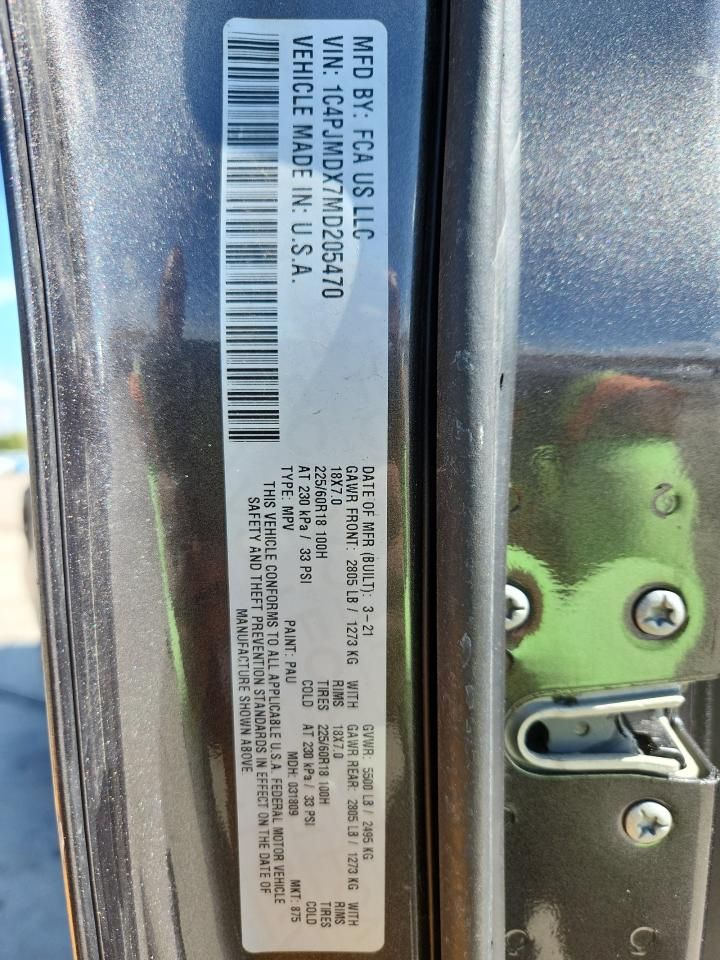 MFD BY: FCA US LLC
VIN: 1C4PJMDX7MD205470
VEHICLE MADE IN: U.S.A.
DATE OF MFR (BUILT): 3-21 GVWR: 5500 LB / 2495 KG
GAWR FRONT: 2805 LB / 1273 KG WITH GAWR REAR: 2805 LB / 1273 KG WITH
18X7.0 RIMS 18X7.0 RIMS
225/60R18 100H TIRES 225/60R18 100H TIRES
AT 230 kPa / 33 PSI COLD AT 230 kPa / 33 PSI COLD
TYPE: MPV PAINT: PAU MDH: 031809 MKT: 875
THIS VEHICLE CONFORMS TO ALL APPLICABLE U.S.A. FEDERAL MOTOR VEHICLE
SAFETY AND THEFT PREVENTION STANDARDS IN EFFECT ON THE DATE OF
MANUFACTURE SHOWN ABOVE